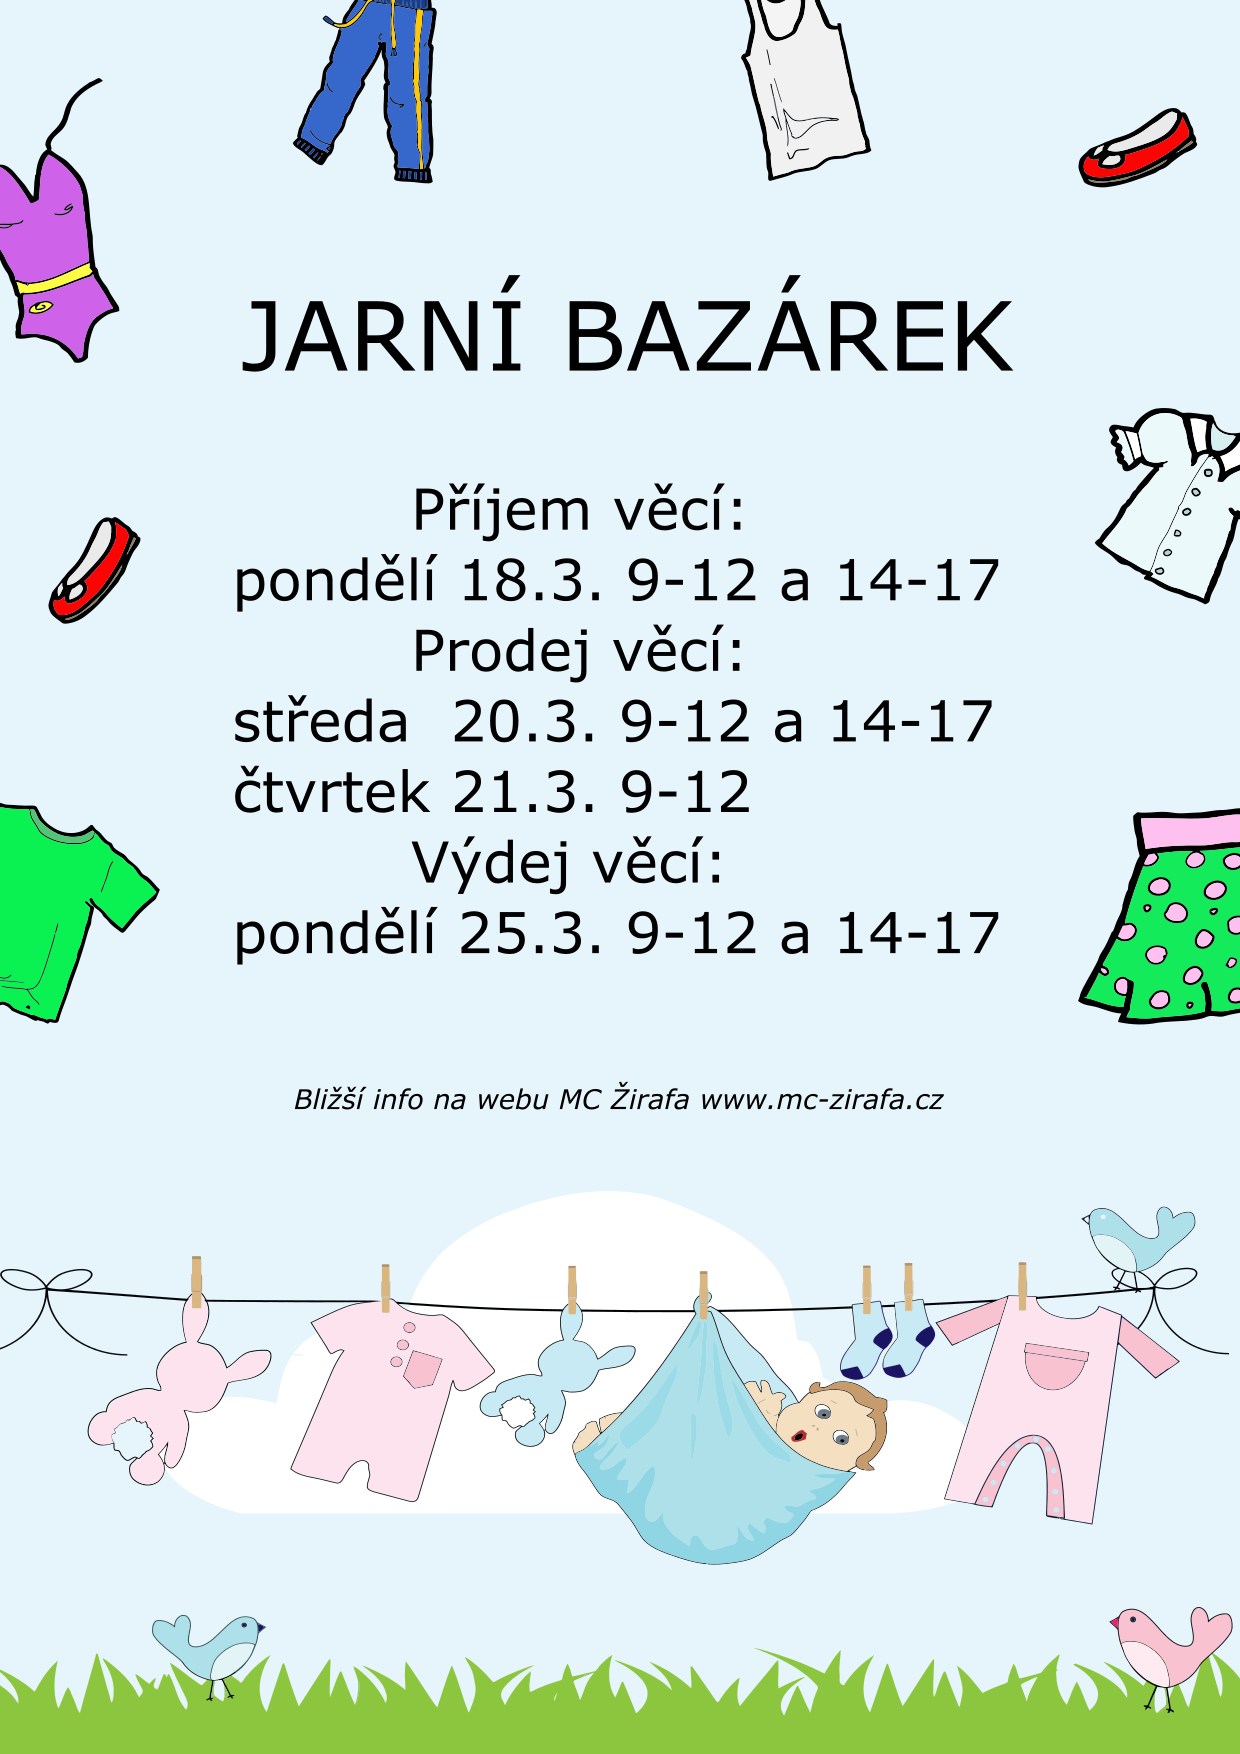 JARNÍ BAZÁREK
Příjem věcí:
pondělí 18.3. 9-12 a 14-17
Prodej věcí:
středa  20.3. 9-12 a 14-17
čtvrtek 21.3. 9-12
Výdej věcí:
pondělí 25.3. 9-12 a 14-17
Bližší info na webu MC Žirafa www.mc-zirafa.cz